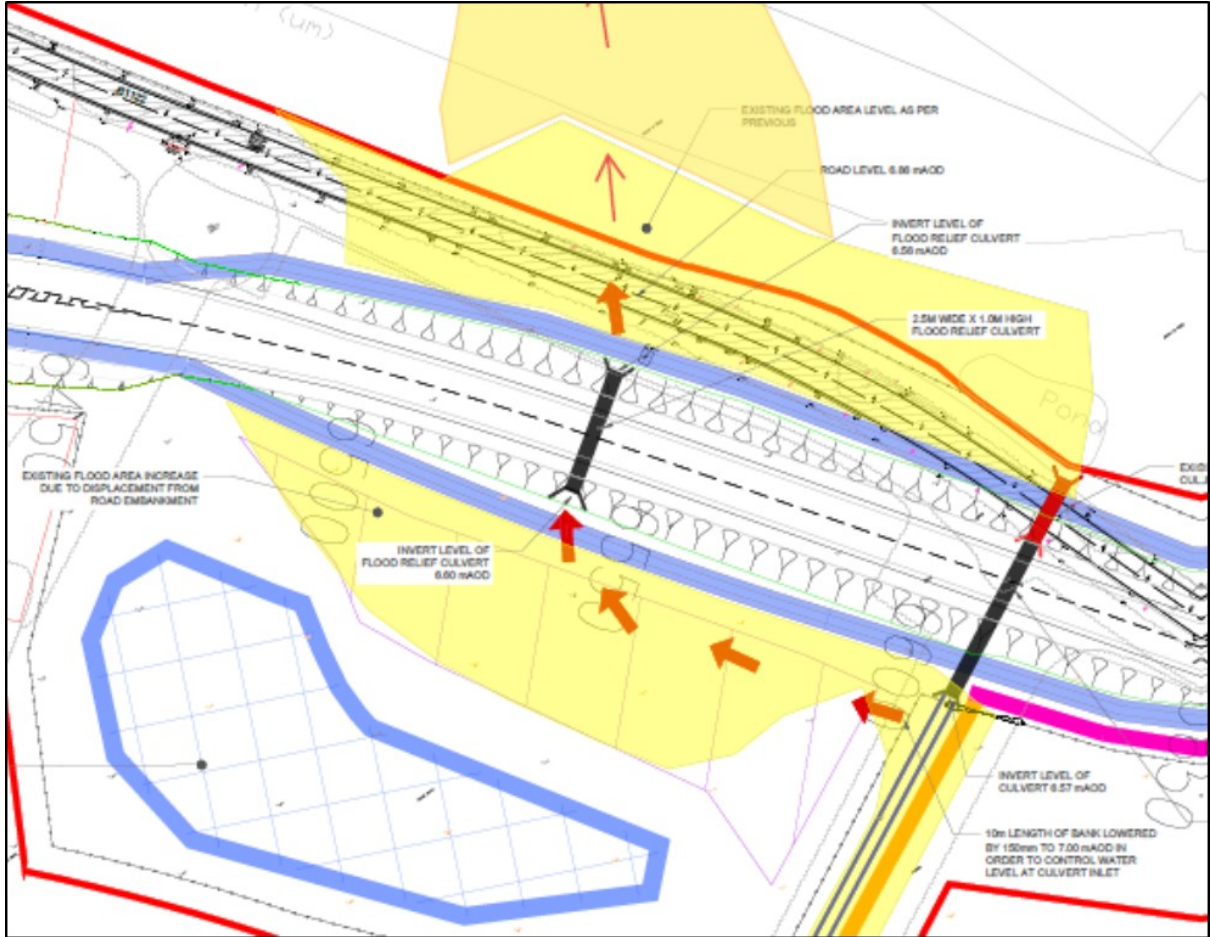 (um)
EXISTING FLOOD AREA LEVEL AS PER
PREVIOUS
ROAD LEVEL 6.86 mAOD
INVERT LEVEL OF
FLOOD RELIEF CULVERT
6.58 mAOD
2.5M WIDE X 1.0M HIGH
FLOOD RELIEF CULVERT
Pond
EXISTING FLOOD AREA INCREASE
DUE TO DISPLACEMENT FROM
ROAD EMBANKMENT
INVERT LEVEL OF
FLOOD RELIEF CULVERT
6.60 mAOD
INVERT LEVEL OF
CULVERT 6.57 mAOD
10m LENGTH OF BANK LOWERED
BY 150mm TO 7.00 mAOD IN
ORDER TO CONTROL WATER
LEVEL AT CULVERT INLET